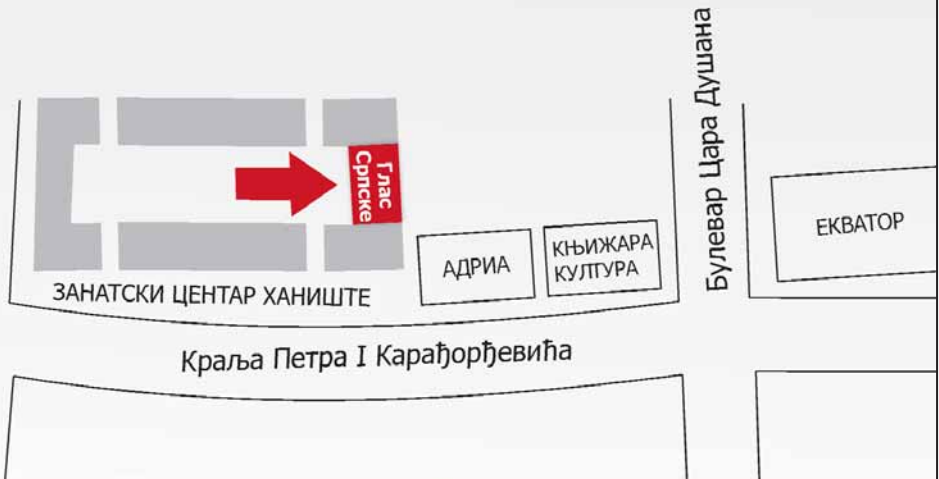 Глас
Српске
АДРИА
КЊИЖАРА
КУЛТУРА
Булевар Цара Душана
ЕКВАТОР
ЗАНАТСКИ ЦЕНТАР ХАНИШТЕ
Краља Петра I Карађорђевића